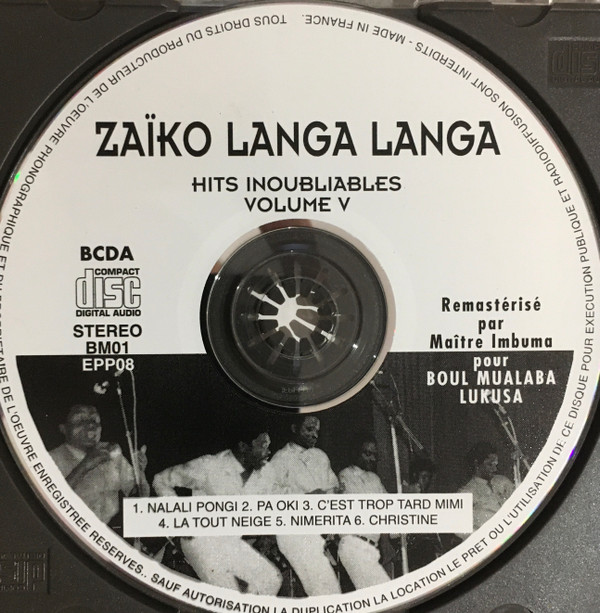 ZAÏKO LANGA LANGA
HITS INOUBLIABLES
VOLUME V
BCDA
COMPACT
disc
DIGITAL AUDIO
STEREO
BM01
EPP08
Remastérisé
par
Maître Imbuma
pour
BOUL MUALABA
LUKUSA
1. NALALI PONGI 2. PA OKI 3. C'EST TROP TARD MIMI
4. LA TOUT NEIGE 5. NIMERITA 6. CHRISTINE
TOUS DROITS DU PRODUCTEUR DE L'OEUVRE PHONOGRAPHIQUE ET DU PROPRIETAIRE DE L'OEUVRE ENREGISTREE RESERVES.. SAUF AUTORISATION LA DUPLICATION LA LOCATION LE PRET OU L'UTILISATION DE CE DISQUE POUR EXECUTION PUBLIQUE ET RADIODIFFUSION SONT INTERDITS - MADE IN FRANCE.